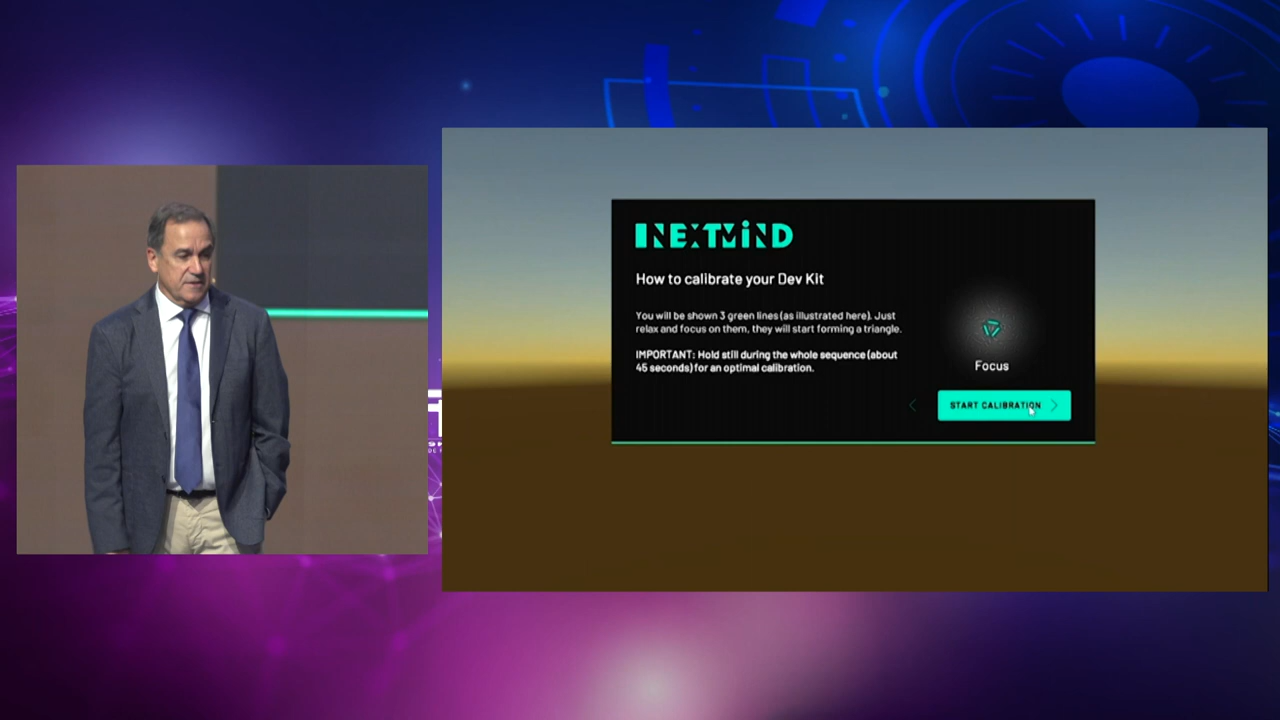 NEXTMIND
How to calibrate your Dev Kit
You will be shown 3 green lines (as illustrated here). Just
relax and focus on them, they will start forming a triangle.
IMPORTANT: Hold still during the whole sequence (about
45 seconds) for an optimal calibration.
Focus
START CALIBRATION